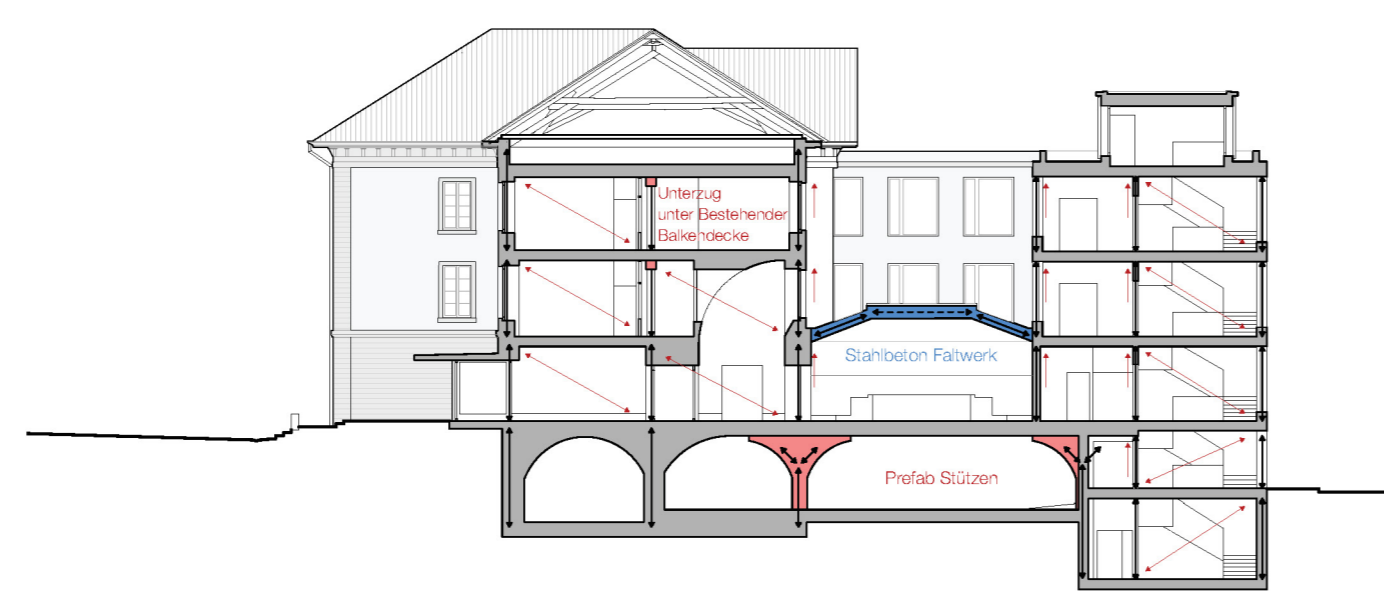 Unterzug
unter Bestehender
Balkendecke
Stahlbeton Faltwerk
Prefab Stützen